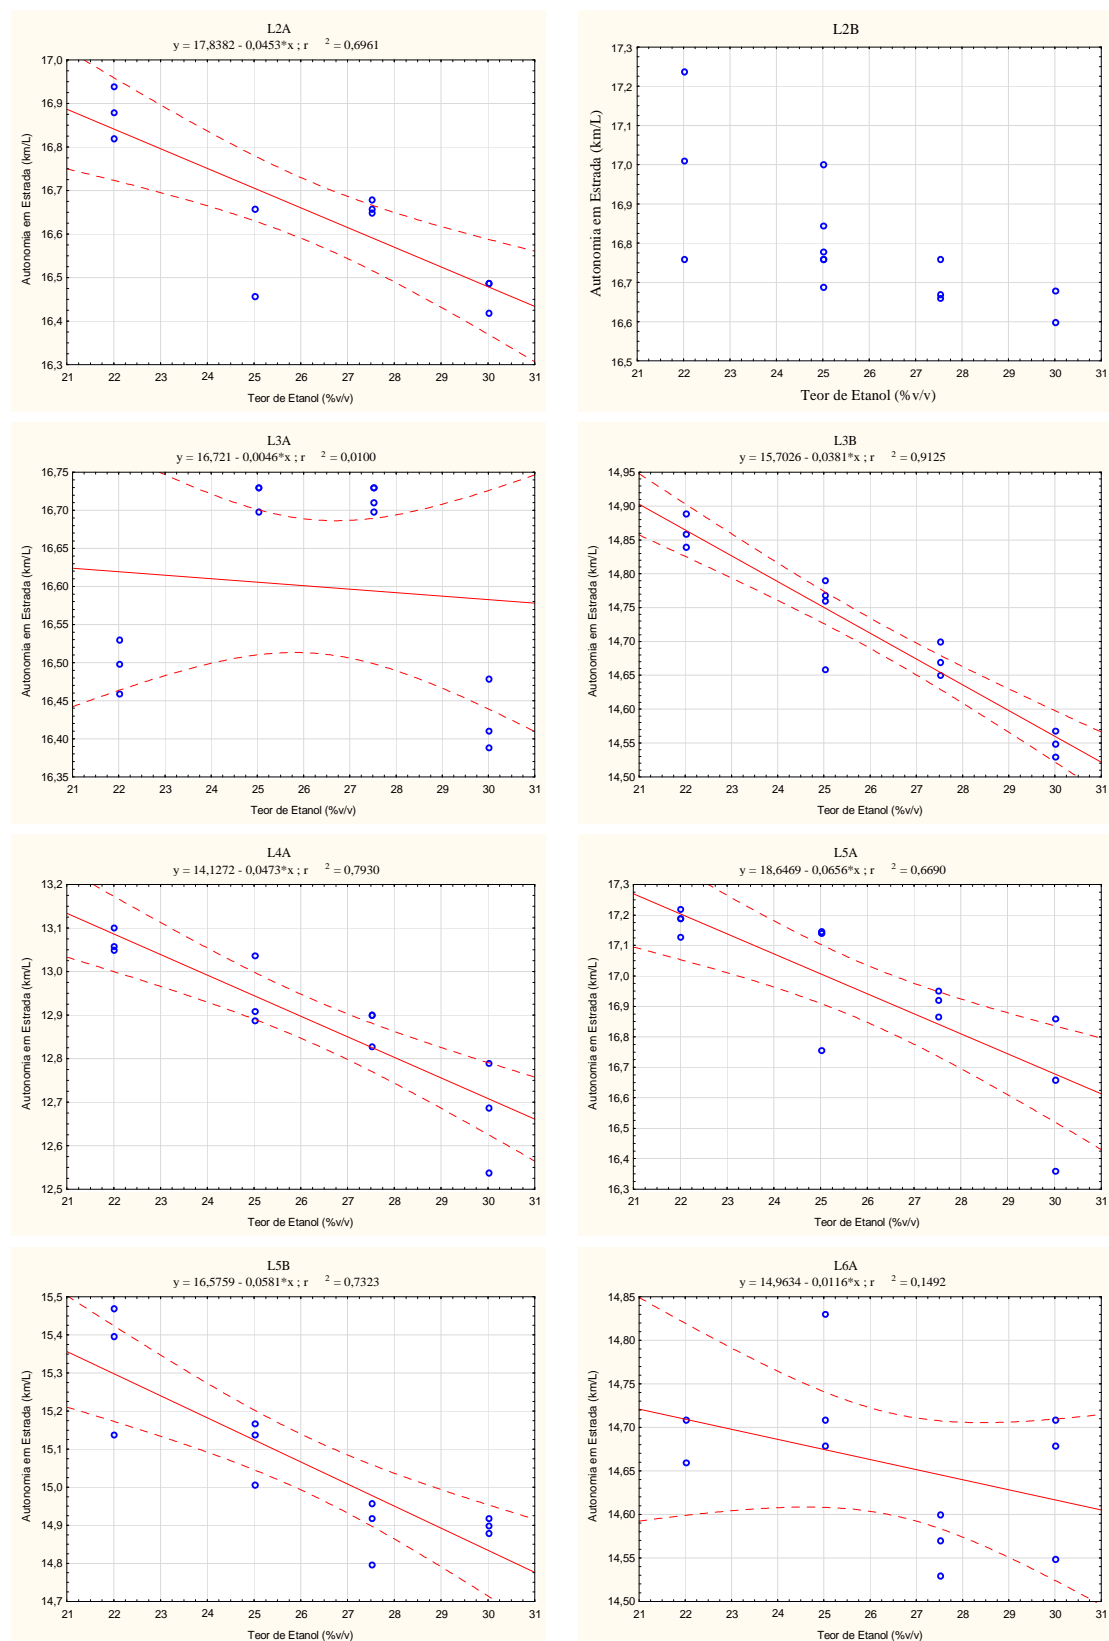 L2A
y = 17,8382 - 0,0453*x ; r 2 = 0,6961
17,0
16,9
16,8
16,7
16,6
16,5
16,4
16,3
21 22 23 24 25 26 27 28 29 30 31
Autonomia em Estrada (km/L)
Teor de Etanol (%v/v)
L2B
17,3
17,2
17,1
17,0
16,9
16,8
16,7
16,6
16,5
21 22 23 24 25 26 27 28 29 30 31
Autonomia em Estrada (km/L)
Teor de Etanol (%v/v)
L3A
y = 16,721 - 0,0046*x ; r 2 = 0,0100
16,75
16,70
16,65
16,60
16,55
16,50
16,45
16,40
16,35
21 22 23 24 25 26 27 28 29 30 31
Autonomia em Estrada (km/L)
Teor de Etanol (%v/v)
L3B
y = 15,7026 - 0,0381*x ; r 2 = 0,9125
14,95
14,90
14,85
14,80
14,75
14,70
14,65
14,60
14,55
14,50
21 22 23 24 25 26 27 28 29 30 31
Autonomia em Estrada (km/L)
Teor de Etanol (%v/v)
L4A
y = 14,1272 - 0,0473*x ; r 2 = 0,7930
13,2
13,1
13,0
12,9
12,8
12,7
12,6
12,5
21 22 23 24 25 26 27 28 29 30 31
Autonomia em Estrada (km/L)
Teor de Etanol (%v/v)
L5A
y = 18,6469 - 0,0656*x ; r 2 = 0,6690
17,3
17,2
17,1
17,0
16,9
16,8
16,7
16,6
16,5
16,4
16,3
21 22 23 24 25 26 27 28 29 30 31
Autonomia em Estrada (km/L)
Teor de Etanol (%v/v)
L5B
y = 16,5759 - 0,0581*x ; r 2 = 0,7323
15,5
15,4
15,3
15,2
15,1
15,0
14,9
14,8
14,7
21 22 23 24 25 26 27 28 29 30 31
Autonomia em Estrada (km/L)
Teor de Etanol (%v/v)
L6A
y = 14,9634 - 0,0116*x ; r 2 = 0,1492
14,85
14,80
14,75
14,70
14,65
14,60
14,55
14,50
21 22 23 24 25 26 27 28 29 30 31
Autonomia em Estrada (km/L)
Teor de Etanol (%v/v)